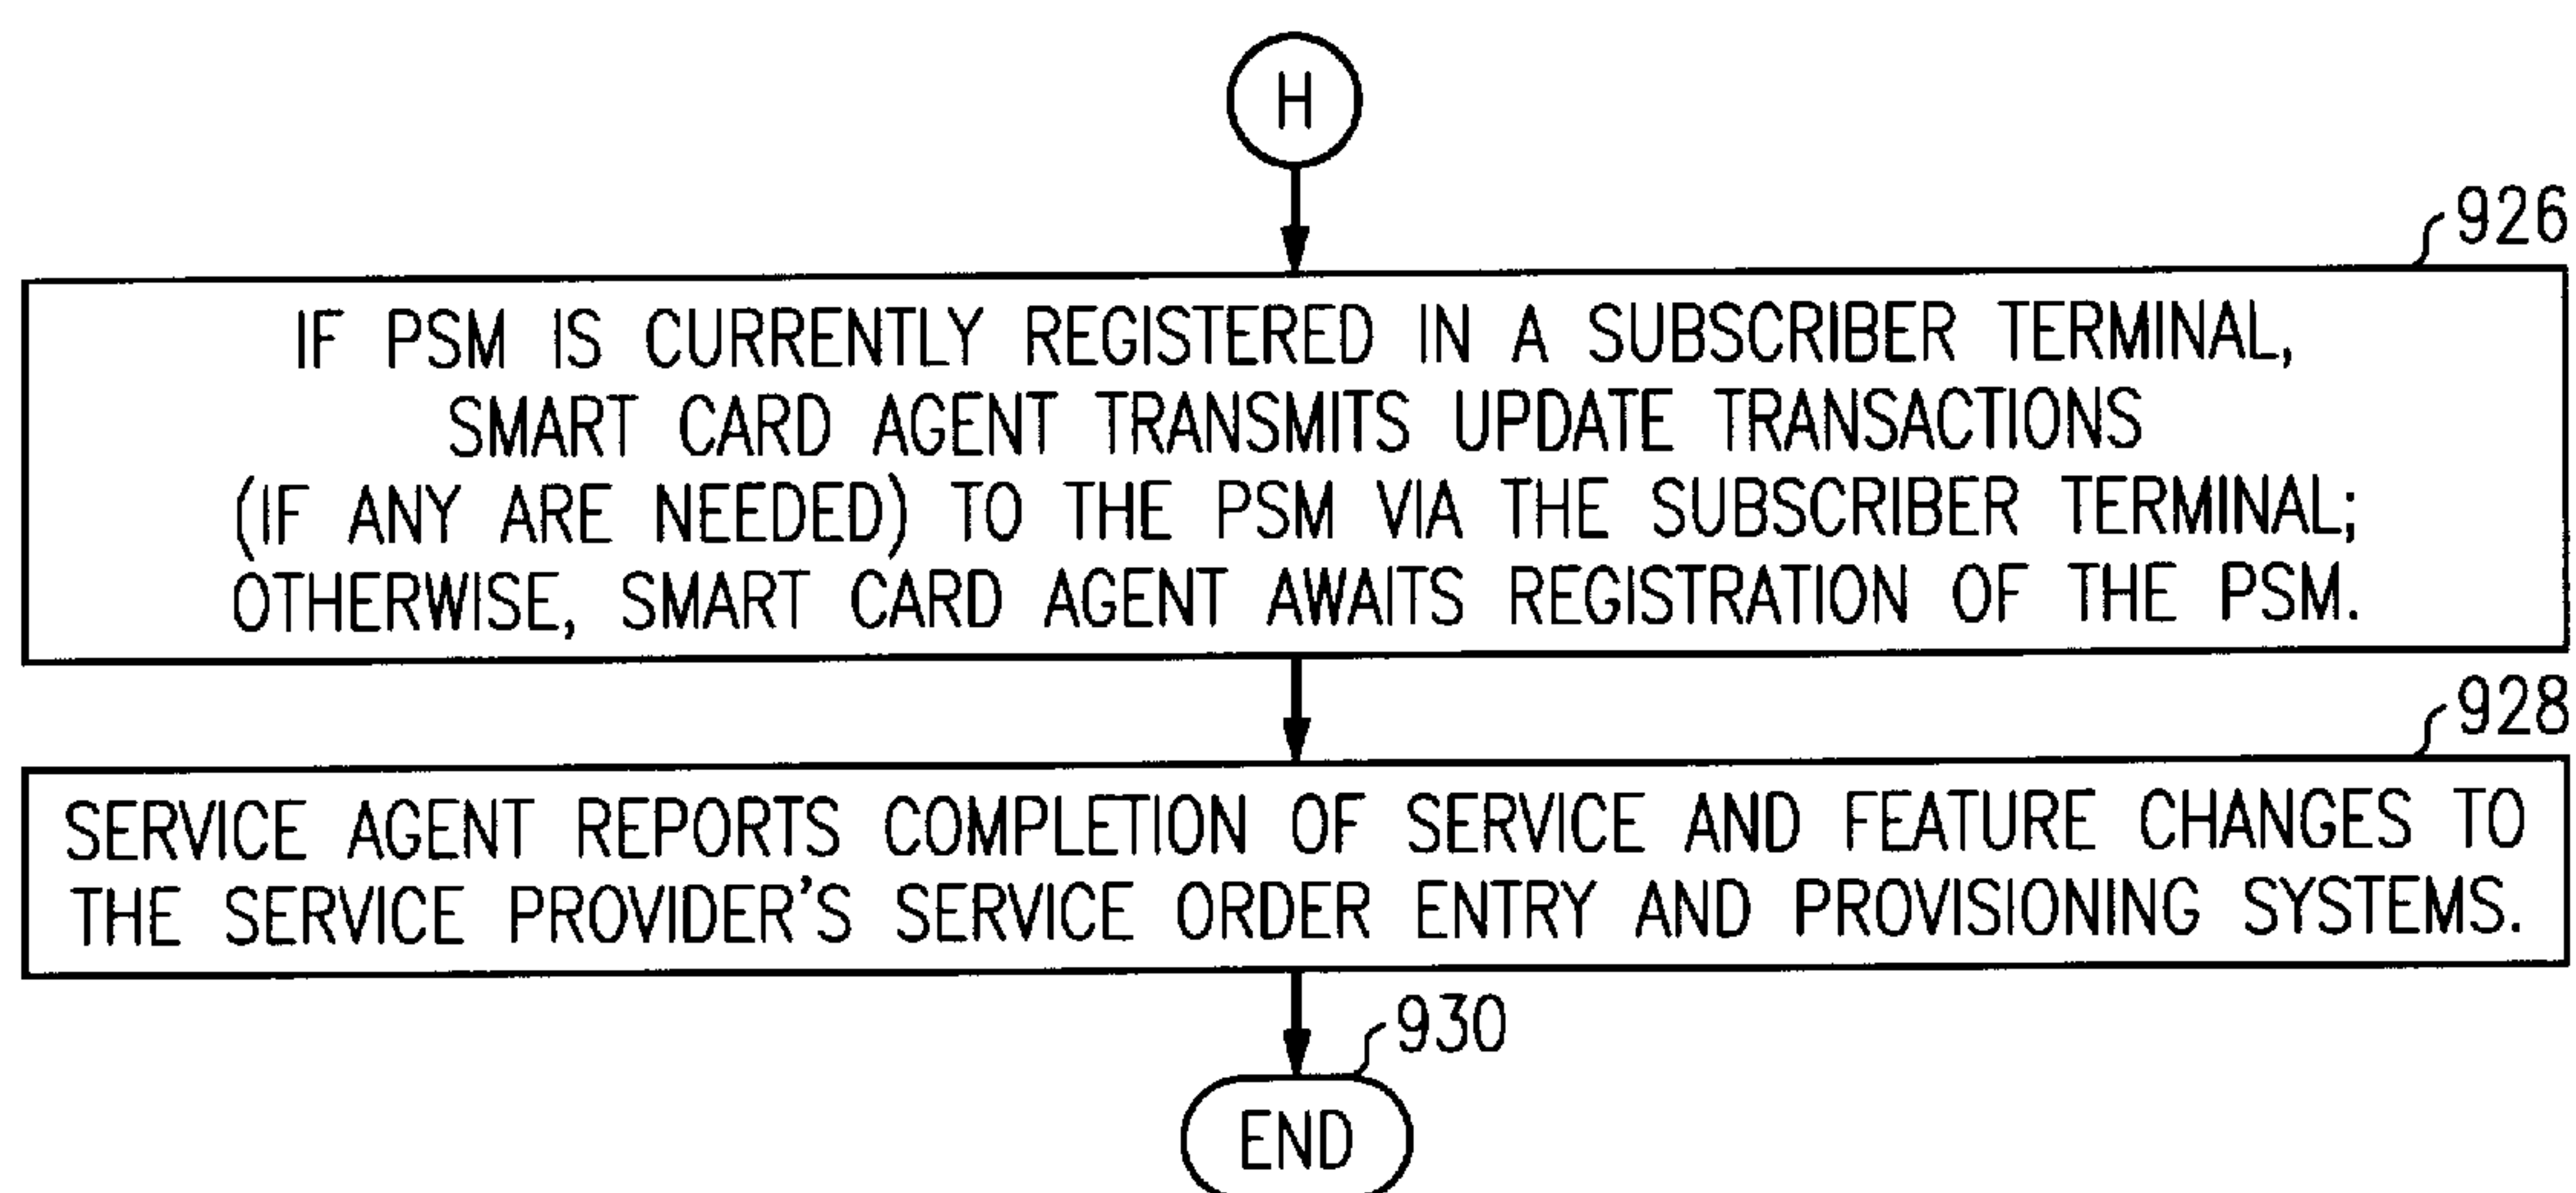 H
926
IF PSM IS CURRENTLY REGISTERED IN A SUBSCRIBER TERMINAL,
SMART CARD AGENT TRANSMITS UPDATE TRANSACTIONS
(IF ANY ARE NEEDED) TO THE PSM VIA THE SUBSCRIBER TERMINAL;
OTHERWISE, SMART CARD AGENT AWAITS REGISTRATION OF THE PSM.
928
SERVICE AGENT REPORTS COMPLETION OF SERVICE AND FEATURE CHANGES TO
THE SERVICE PROVIDER'S SERVICE ORDER ENTRY AND PROVISIONING SYSTEMS.
930
END